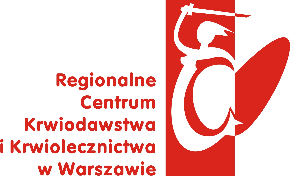 Regionalne
Centrum
Krwiodawstwa
i Krwiolecznictwa
w Warszawie